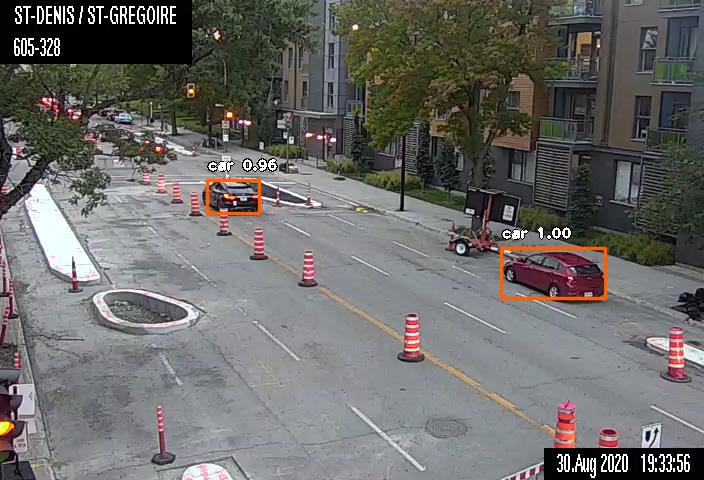 ST-DENIS / ST-GREGOIRE
605-328
car 0.96
car 1.00
30.Aug 2020 19:33:56